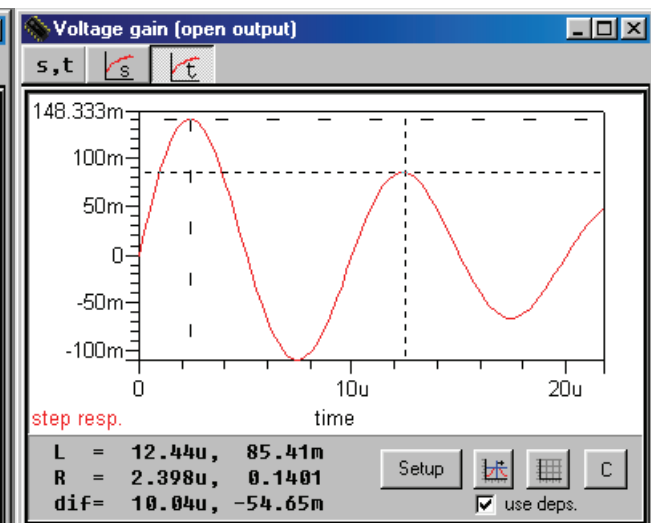 Voltage gain (open output)
s,t s t
148.333m
100m
50m
0
-50m
-100m
0 10u 20u
step resp. time
L = 12.44u, 85.41m
R = 2.398u, 0.1401
dif= 10.04u, -54.65m
Setup C
use deps.